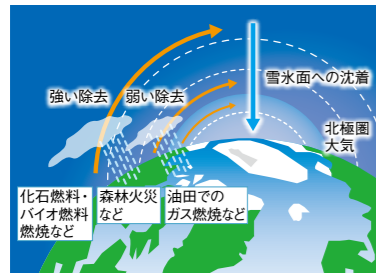 強い除去
弱い除去
雪氷面への沈着
北極圏
大気
化石燃料・
バイオ燃料
燃焼など
森林火災
など
油田での
ガス燃焼など